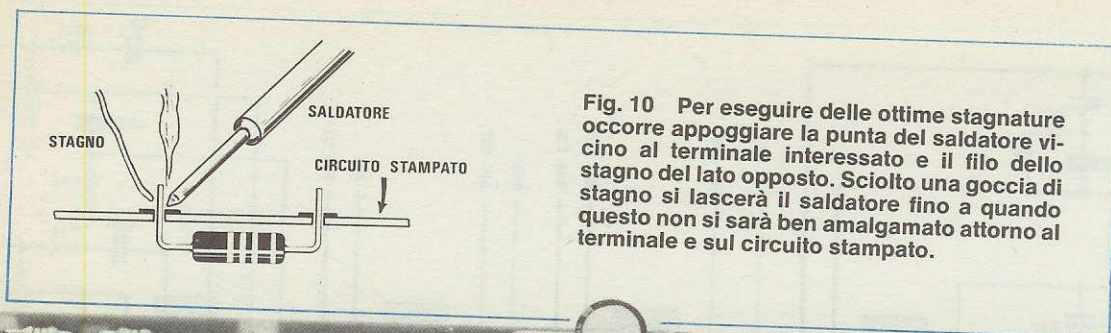 STAGNO
SALDATORE
CIRCUITO STAMPATO
Fig. 10 Per eseguire delle ottime stagnature
occorre appoggiare la punta del saldatore vi-
cino al terminale interessato e il filo dello
stagno del lato opposto. Sciolto una goccia di
stagno si lascerà il saldatore fino a quando
questo non si sarà ben amalgamato attorno al
terminale e sul circuito stampato.